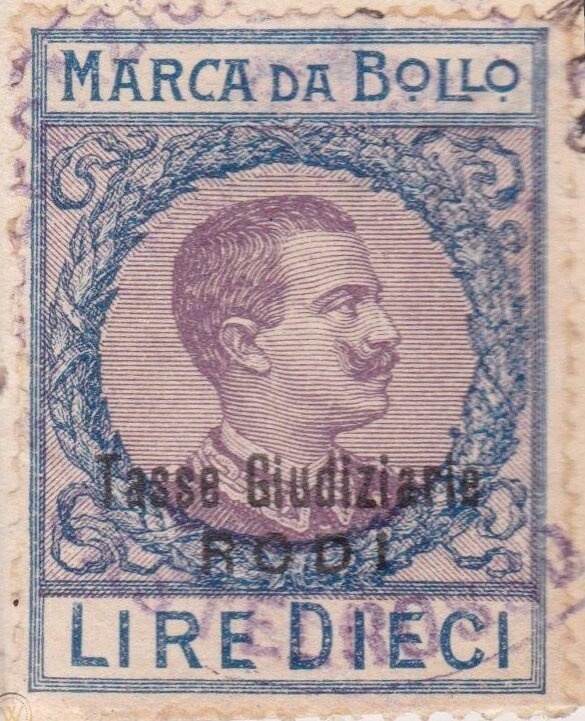 MARCA DA BOLLO
Tasse Giudiziarie
RODI
LIRE DIECI